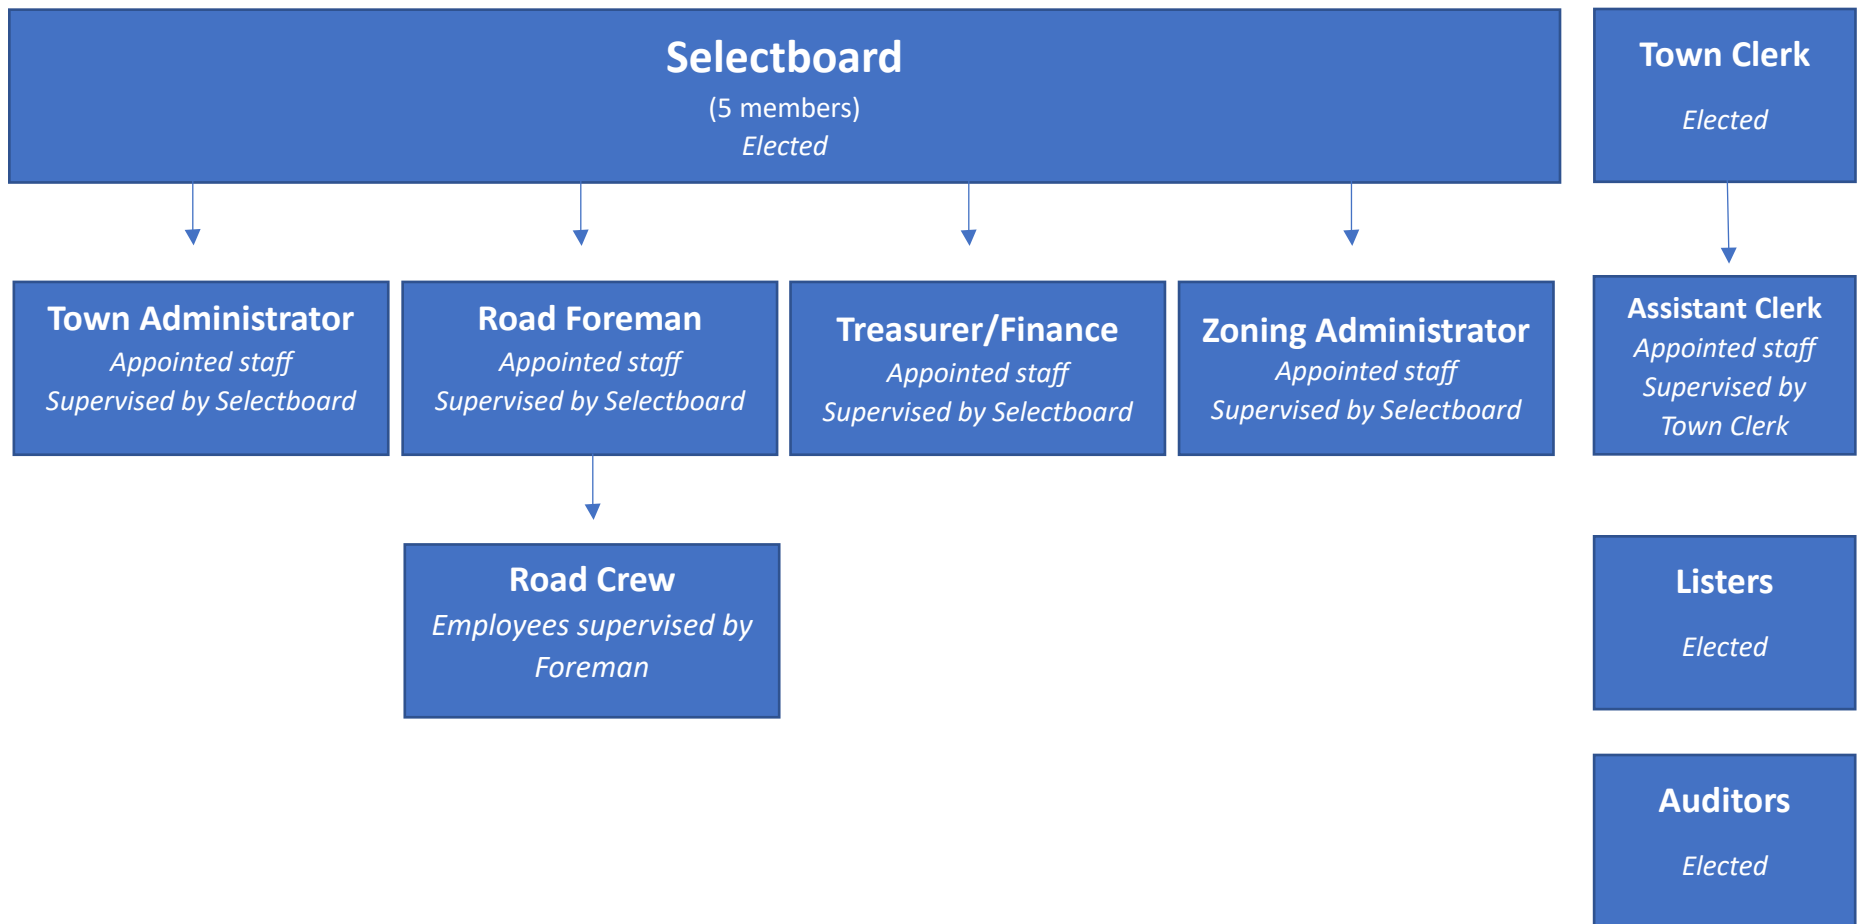 Selectboard
(5 members)
Elected
Town Clerk
Elected
Town Administrator
Appointed staff
Supervised by Selectboard
Road Foreman
Appointed staff
Supervised by Selectboard
Treasurer/Finance
Appointed staff
Supervised by Selectboard
Zoning Administrator
Appointed staff
Supervised by Selectboard
Assistant Clerk
Appointed staff
Supervised by
Town Clerk
Road Crew
Employees supervised by
Foreman
Listers
Elected
Auditors
Elected